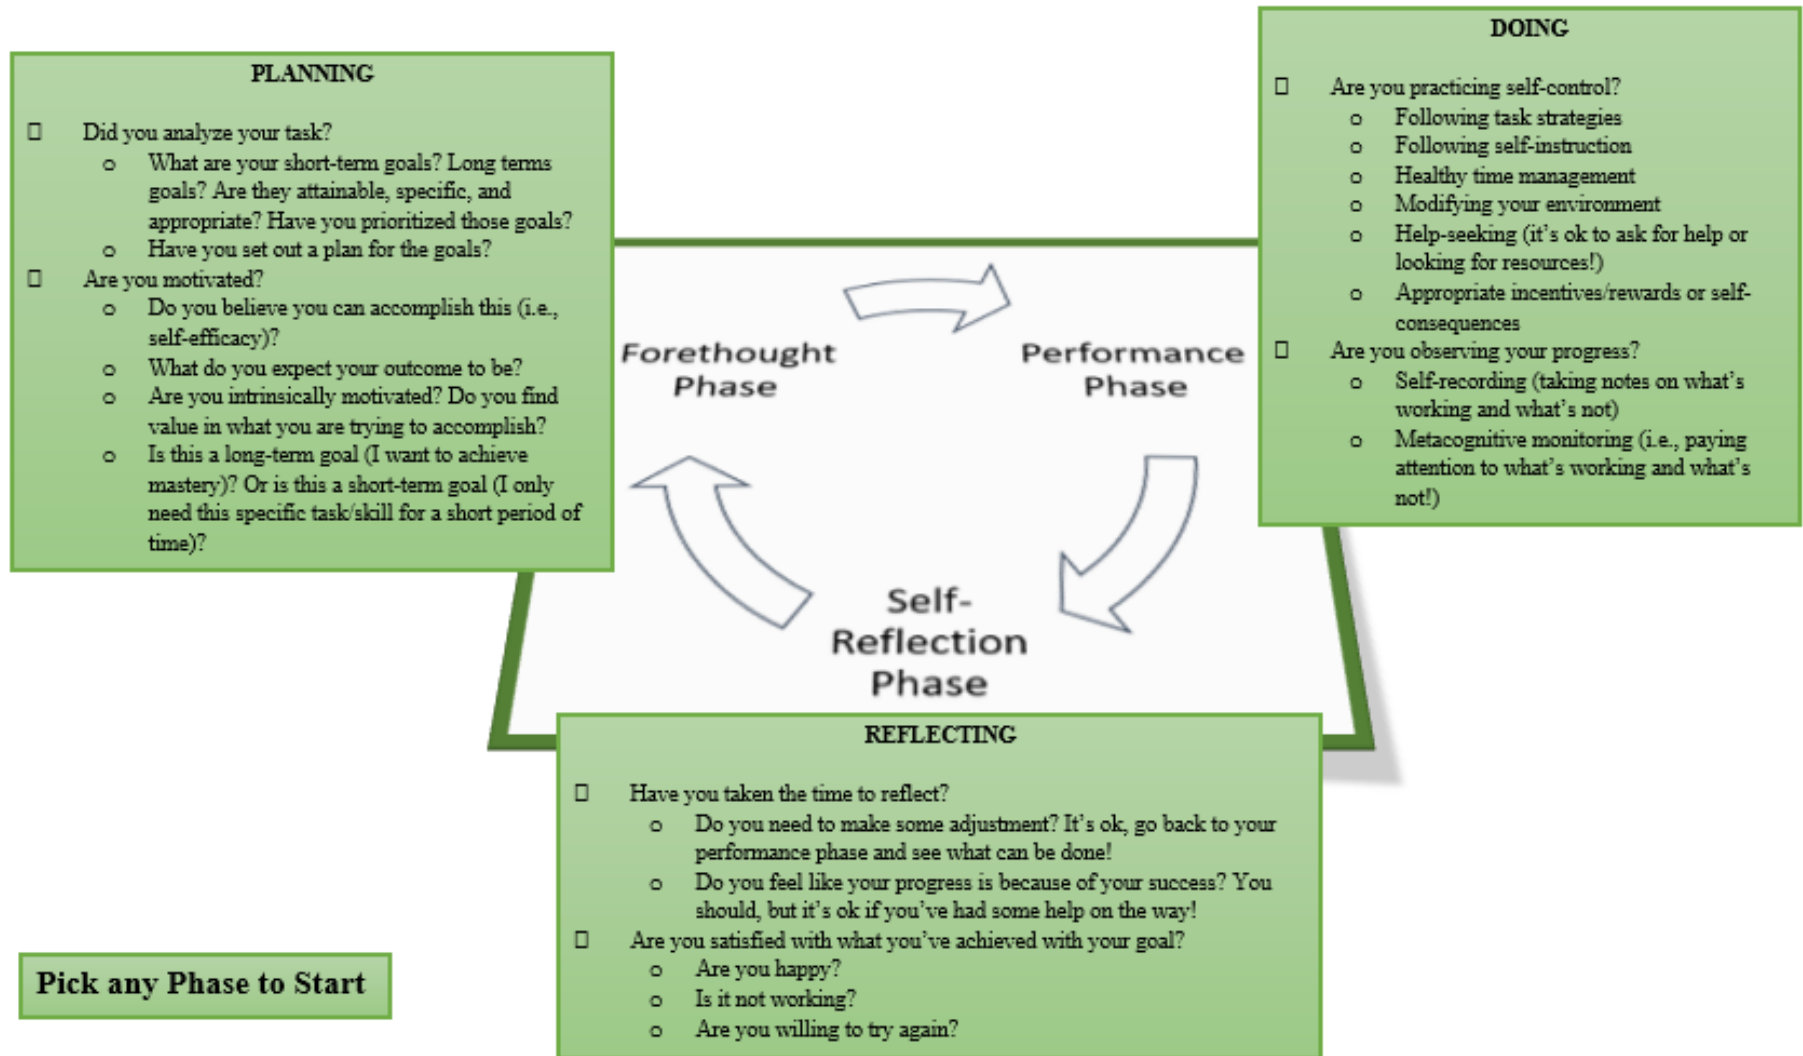 PLANNING
Did you analyze your task?
o What are your short-term goals? Long terms
goals? Are they attainable, specific, and
appropriate? Have you prioritized those goals?
o Have you set out a plan for the goals?
Are you motivated?
o Do you believe you can accomplish this (i.e.,
self-efficacy)?
o What do you expect your outcome to be?
o Are you intrinsically motivated? Do you find
value in what you are trying to accomplish?
o Is this a long-term goal (I want to achieve
mastery)? Or is this a short-term goal (I only
need this specific task/skill for a short period of
time)?
DOING
Are you practicing self-control?
o Following task strategies
o Following self-instruction
o Healthy time management
o Modifying your environment
o Help-seeking (it’s ok to ask for help or
looking for resources!)
o Appropriate incentives/rewards or self-
consequences
Are you observing your progress?
o Self-recording (taking notes on what’s
working and what’s not)
o Metacognitive monitoring (i.e., paying
attention to what’s working and what’s
not!)
Forethought
Phase
Performance
Phase
Self-
Reflection
Phase
REFLECTING
Have you taken the time to reflect?
o Do you need to make some adjustment? It’s ok, go back to your
performance phase and see what can be done!
o Do you feel like your progress is because of your success? You
should, but it’s ok if you’ve had some help on the way!
Are you satisfied with what you’ve achieved with your goal?
o Are you happy?
o Is it not working?
o Are you willing to try again?
Pick any Phase to Start